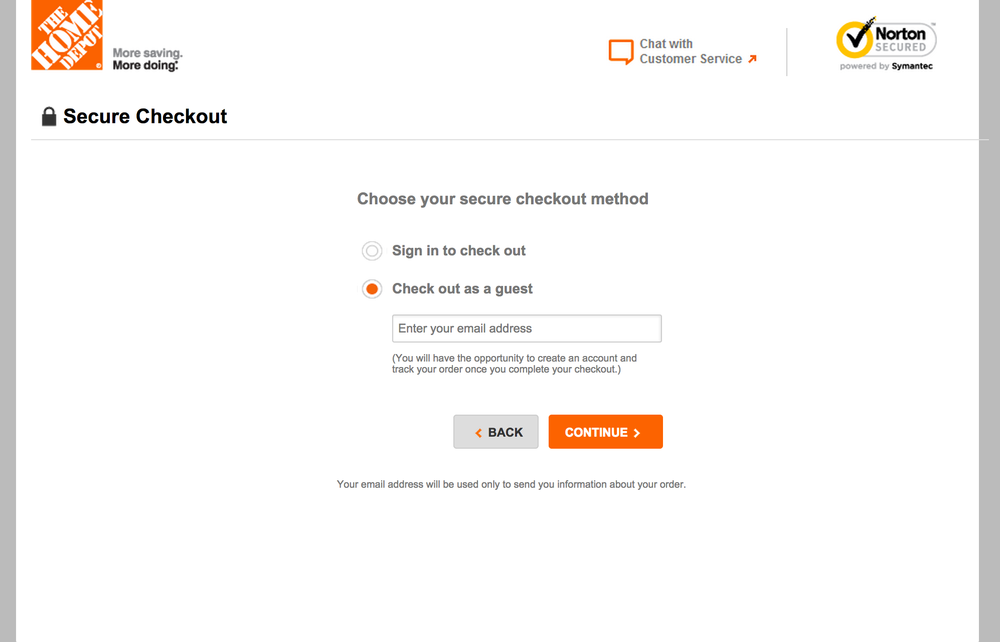 THE
HOME
DEPOT
More saving.
More doing.
Chat with
Customer Service
Norton
SECURED
powered by Symantec
Secure Checkout
Choose your secure checkout method
Sign in to check out
Check out as a guest
Enter your email address
(You will have the opportunity to create an account and
track your order once you complete your checkout.)
BACK
CONTINUE
Your email address will be used only to send you information about your order.